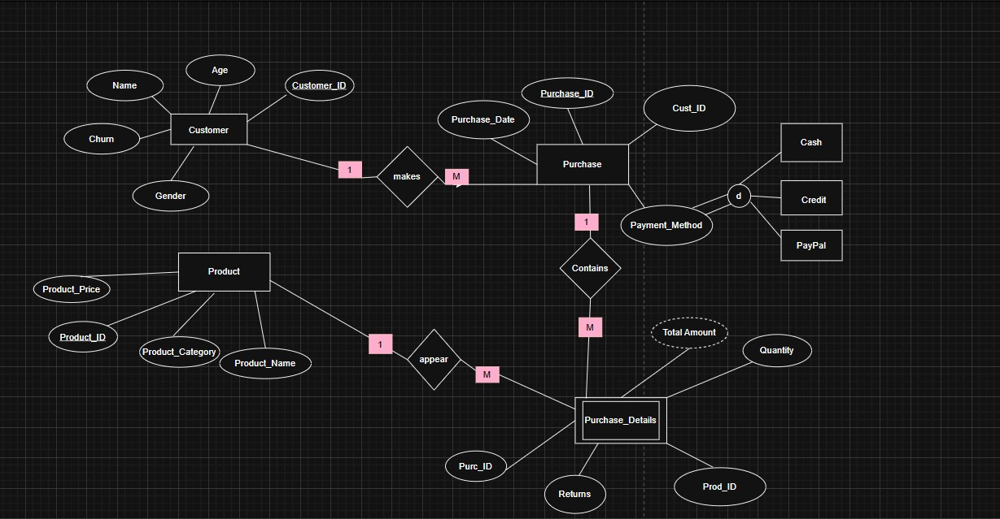 Age
Name
Customer_ID
Customer
Churn
Gender
1
makes
M
Purchase_ID
Purchase_Date
Cust_ID
Purchase
Cash
d
Credit
Payment_Method
PayPal
1
Contains
M
Product
Product_Price
Product_ID
Product_Category
Product_Name
1
appear
M
Total Amount
Quantity
Purchase_Details
Purc_ID
Returns
Prod_ID